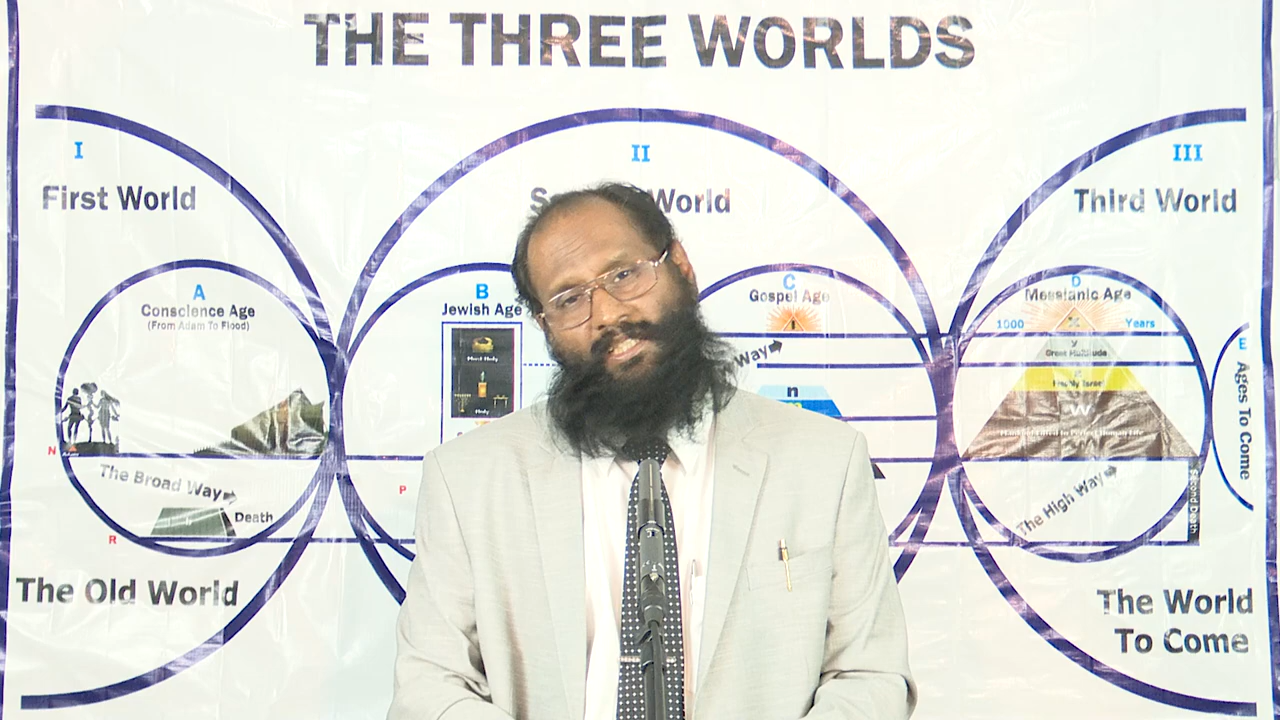 THE THREE WORLDS
I
First World
A
Conscience Age
(From Adam To Flood)
N
The Broad Way
Death
R
The Old World
II
World
B
Jewish Age
Most Holy
Holy
P
C
Gospel Age
Way
n
III
Third World
D
Messianic Age
1000 Years
y
Great Multitude
W
The High Way
Second Death
E
Ages To Come
The World
To Come